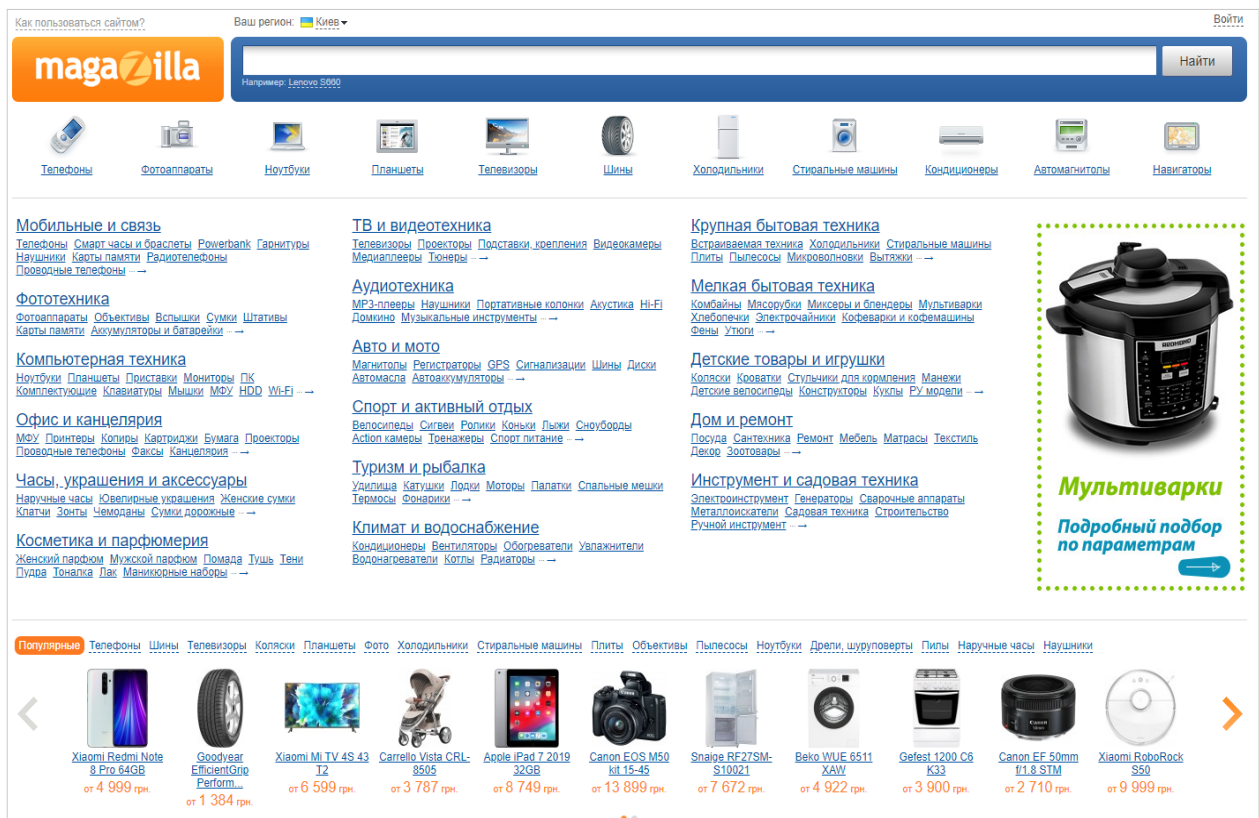 Как пользоваться сайтом? Ваш регион: Киев Войти
magazilla
Найти
Например: Lenovo S660
Телефоны Фотоаппараты Ноутбуки Планшеты Телевизоры Шины Холодильники Стиральные машины Кондиционеры Автомагнитолы Навигаторы
Мобильные и связь
Телефоны Смарт часы и браслеты Powerbank Гарнитуры
Наушники Карты памяти Радиотелефоны
Проводные телефоны ... →
Фототехника
Фотоаппараты Объективы Вспышки Сумки Штативы
Карты памяти Аккумуляторы и батарейки ... →
Компьютерная техника
Ноутбуки Планшеты Приставки Мониторы ПК
Комплектующие Клавиатуры Мышки МФУ HDD Wi-Fi ... →
Офис и канцелярия
МФУ Принтеры Копиры Картриджи Бумага Проекторы
Проводные телефоны Факсы Канцелярия ... →
Часы, украшения и аксессуары
Наручные часы Ювелирные украшения Женские сумки
Клатчи Зонты Чемоданы Сумки дорожные ... →
Косметика и парфюмерия
Женский парфюм Мужской парфюм Помада Тушь Тени
Пудра Тоналка Лак Маникюрные наборы ... →
ТВ и видеотехника
Телевизоры Проекторы Подставки, крепления Видеокамеры
Медиаплееры Тюнеры ... →
Аудиотехника
MP3-плееры Наушники Портативные колонки Акустика Hi-Fi
Домкино Музыкальные инструменты ... →
Авто и мото
Магнитолы Регистраторы GPS Сигнализации Шины Диски
Автомасла Автоаккумуляторы ... →
Спорт и активный отдых
Велосипеды Сигвеи Ролики Коньки Лыжи Сноуборды
Action камеры Тренажеры Спорт питание ... →
Туризм и рыбалка
Удилища Катушки Лодки Моторы Палатки Спальные мешки
Термосы Фонарики ... →
Климат и водоснабжение
Кондиционеры Вентиляторы Обогреватели Увлажнители
Водонагреватели Котлы Радиаторы ... →
Крупная бытовая техника
Встраиваемая техника Холодильники Стиральные машины
Плиты Пылесосы Микроволновки Вытяжки ... →
Мелкая бытовая техника
Комбайны Мясорубки Миксеры и блендеры Мультиварки
Хлебопечки Электрочайники Кофеварки и кофемашины
Фены Утюги ... →
Детские товары и игрушки
Коляски Кроватки Стульчики для кормления Манежи
Детские велосипеды Конструкторы Куклы РУ модели ... →
Дом и ремонт
Посуда Сантехника Ремонт Мебель Матрасы Текстиль
Декор Зоотовары ... →
Инструмент и садовая техника
Электроинструмент Генераторы Сварочные аппараты
Металлоискатели Садовая техника Строительство
Ручной инструмент ... →
REDMOND
Мультиварки
Подробный подбор
по параметрам
Популярные Телефоны Шины Телевизоры Коляски Планшеты Фото Холодильники Стиральные машины Плиты Объективы Пылесосы Ноутбуки Дрели, шуруповерты Пилы Наручные часы Наушники
Xiaomi Redmi Note
8 Pro 64GB
от 4 999 грн.
Goodyear
EfficientGrip
Perform...
от 1 384 грн.
Xiaomi Mi TV 4S 43
T2
от 6 599 грн.
Carrello Vista CRL-
8505
от 3 787 грн.
Apple iPad 7 2019
32GB
от 8 749 грн.
Canon EOS M50
kit 15-45
от 13 899 грн.
Snaige RF27SM-
S10021
от 7 672 грн.
Beko WUE 6511
XAW
от 4 922 грн.
Gefest 1200 C6
K33
от 3 900 грн.
Canon EF 50mm
f/1.8 STM
от 2 710 грн.
Xiaomi RoboRock
S50
от 9 999 грн.